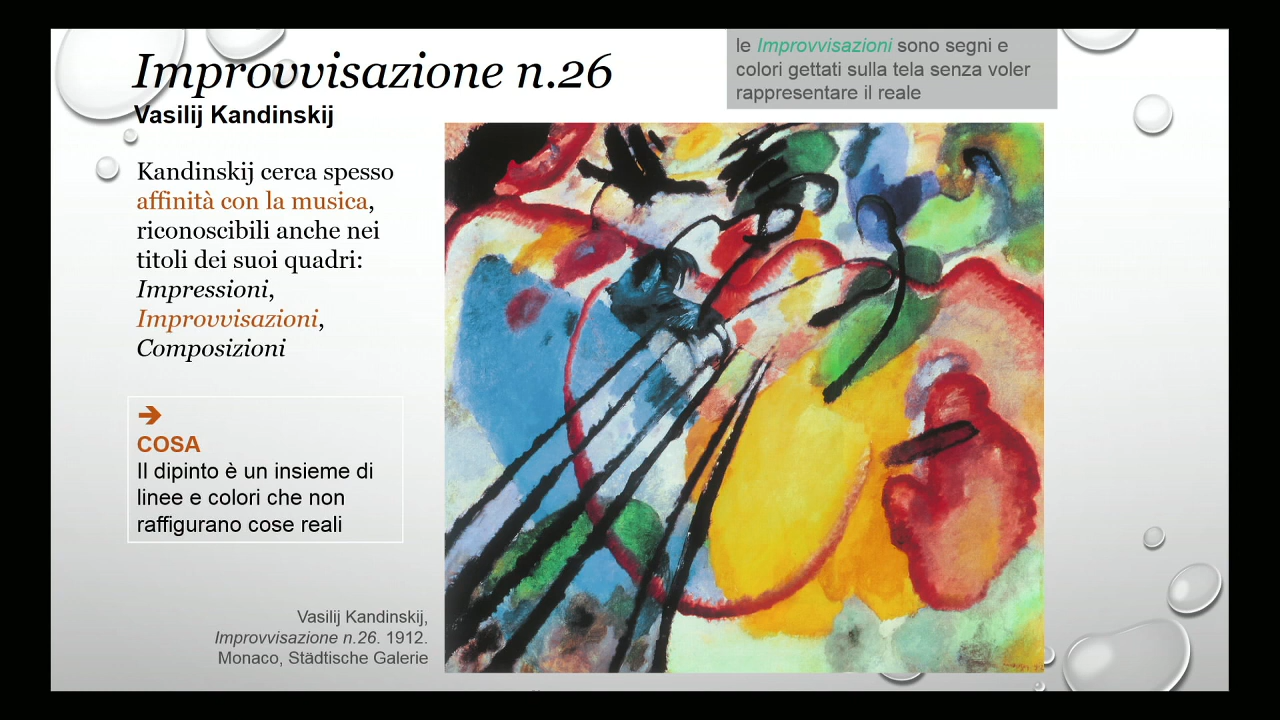 Improvvisazione n.26
Vasilij Kandinskij
le Improvvisazioni sono segni e
colori gettati sulla tela senza voler
rappresentare il reale
Kandinskij cerca spesso
affinità con la musica,
riconoscibili anche nei
titoli dei suoi quadri:
Impressioni,
Improvvisazioni,
Composizioni
➔
COSA
Il dipinto è un insieme di
linee e colori che non
raffigurano cose reali
Vasilij Kandinskij,
Improvvisazione n.26. 1912.
Monaco, Städtische Galerie